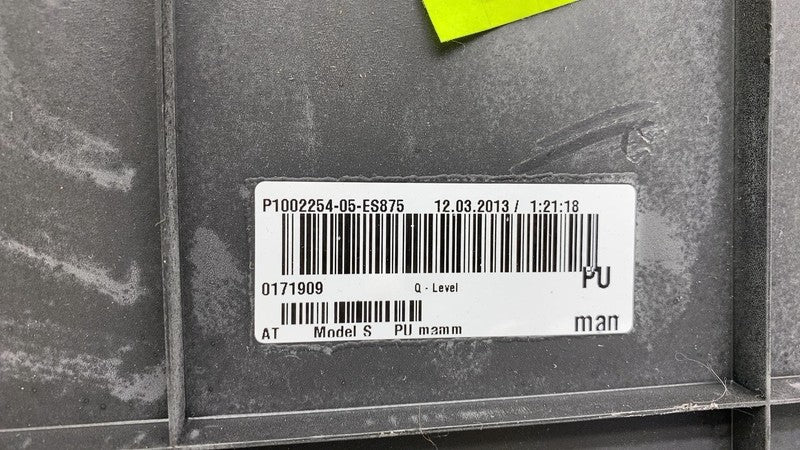 P1002254-05-ES875 12.03.2013 / 1:21:18
PU
0171909 Q - Level
AT Model S PU mamm
man